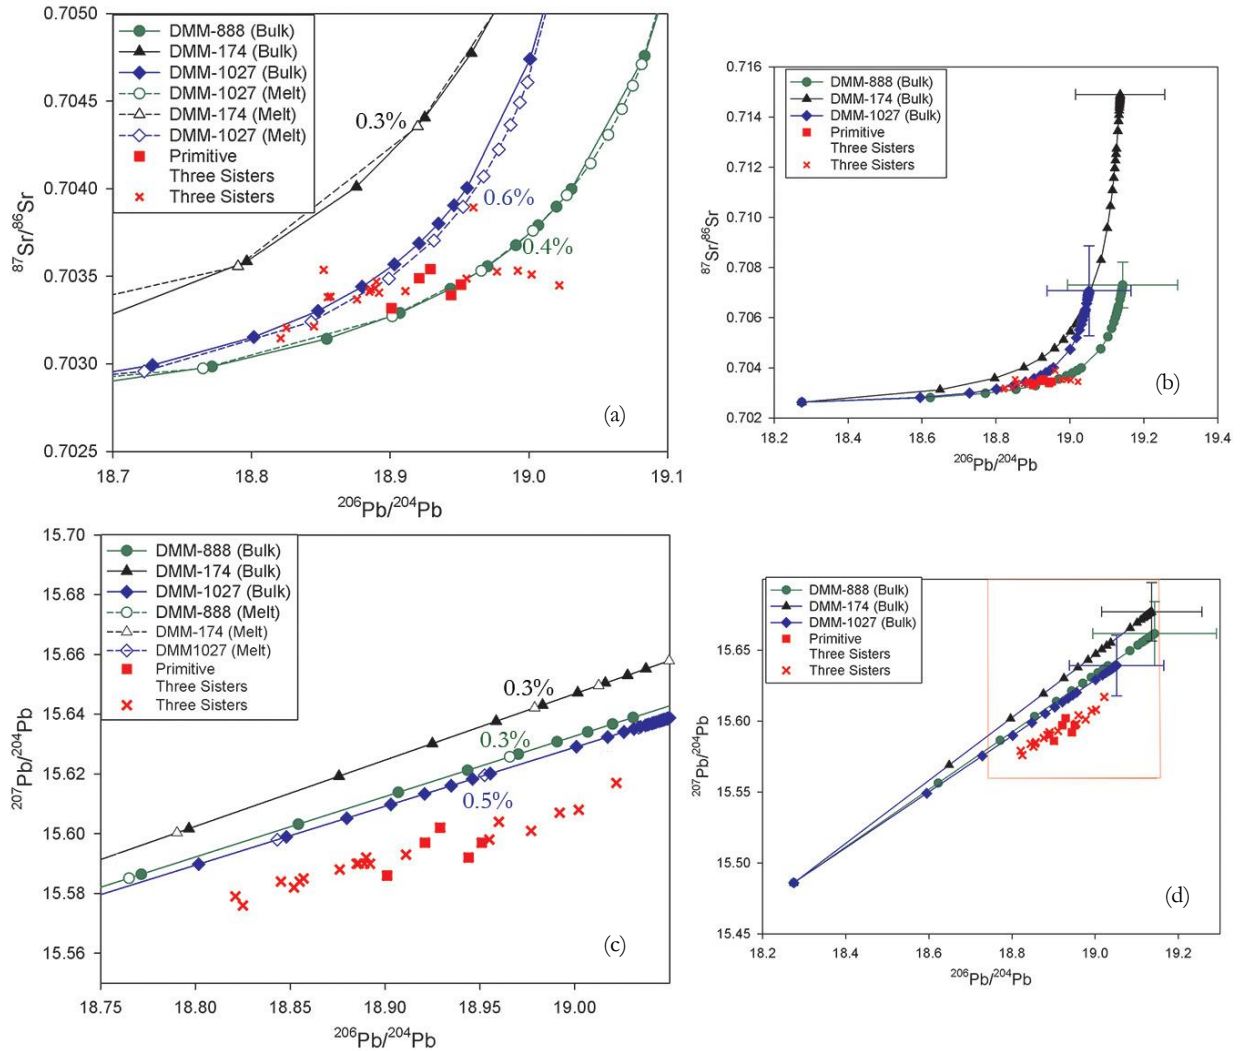 0.7050
0.7045
0.7040
0.7035
0.7030
0.7025
⁸⁷Sr/⁸⁶Sr
DMM-888 (Bulk)
DMM-174 (Bulk)
DMM-1027 (Bulk)
DMM-1027 (Melt)
DMM-174 (Melt)
DMM-1027 (Melt)
Primitive
Three Sisters
Three Sisters
0.3%
0.6%
0.4%
(a)
18.7 18.8 18.9 19.0 19.1
²⁰⁶Pb/²⁰⁴Pb
0.716
0.714
0.712
0.710
0.708
0.706
0.704
0.702
⁸⁷Sr/⁸⁶Sr
DMM-888 (Bulk)
DMM-174 (Bulk)
DMM-1027 (Bulk)
Primitive
Three Sisters
Three Sisters
(b)
18.2 18.4 18.6 18.8 19.0 19.2 19.4
²⁰⁶Pb/²⁰⁴Pb
15.70
15.68
15.66
15.64
15.62
15.60
15.58
15.56
²⁰⁷Pb/²⁰⁴Pb
DMM-888 (Bulk)
DMM-174 (Bulk)
DMM-1027 (Bulk)
DMM-888 (Melt)
DMM-174 (Melt)
DMM1027 (Melt)
Primitive
Three Sisters
Three Sisters
0.3%
0.3%
0.5%
(c)
18.75 18.80 18.85 18.90 18.95 19.00
²⁰⁶Pb/²⁰⁴Pb
15.65
15.60
15.55
15.50
15.45
²⁰⁷Pb/²⁰⁴Pb
DMM-888 (Bulk)
DMM-174 (Bulk)
DMM-1027 (Bulk)
Primitive
Three Sisters
Three Sisters
(d)
18.2 18.4 18.6 18.8 19.0 19.2
²⁰⁶Pb/²⁰⁴Pb